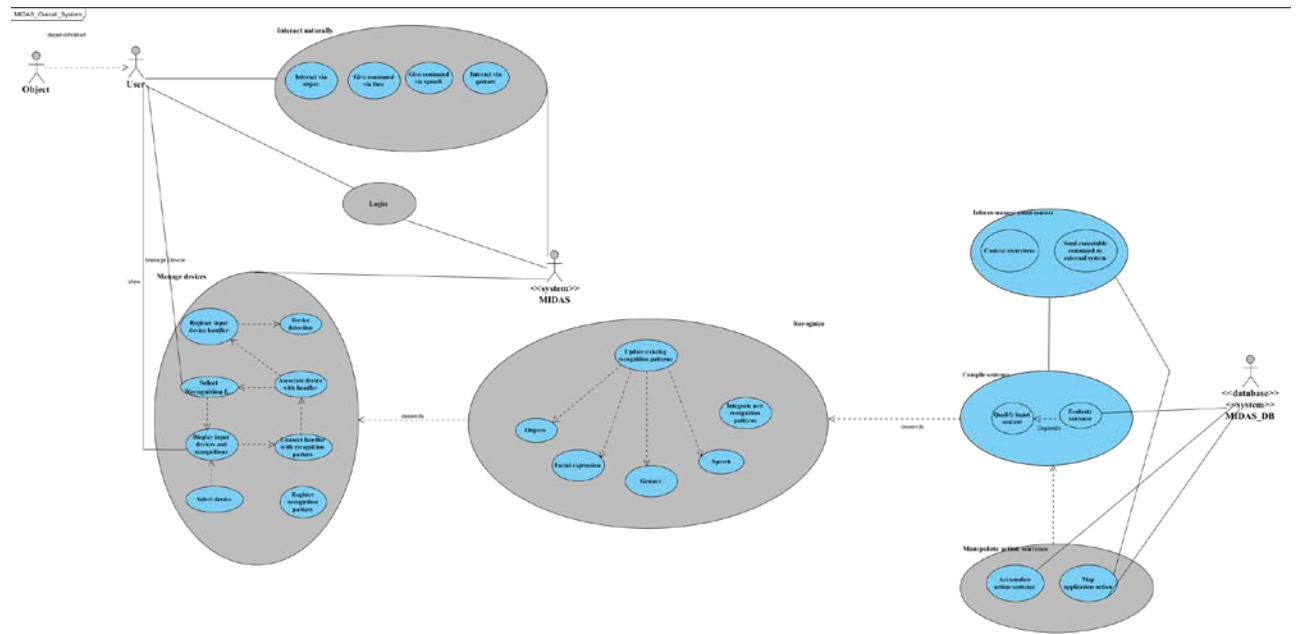 MIDAS_Overall_System
Object
User
Interact naturally
Interact via
object
Give command
via face
Give command
via speech
Interact via
gesture
Login
<<system>>
MIDAS
Manage Device
View
Manage devices
Register input
device handler
Device
detection
Select
Recognition f..
Associate device
with handler
Display input
devices and
recognitions
Connect handler
with recognition
pattern
Select device
Register
recognition
pattern
depends
Recognize
Update existing
recognition patterns
Integrate new
recognition
patterns
Objects
Facial expression
Gestures
Speech
depends
Context awareness
Send executable
command to
external system
Compile sentence
Qualify input
control
Depends
Evaluate
sentence
<<database>>
<<system>>
MIDAS_DB
Manipulate action sentence
Accumulate
action sentence
Map
application action